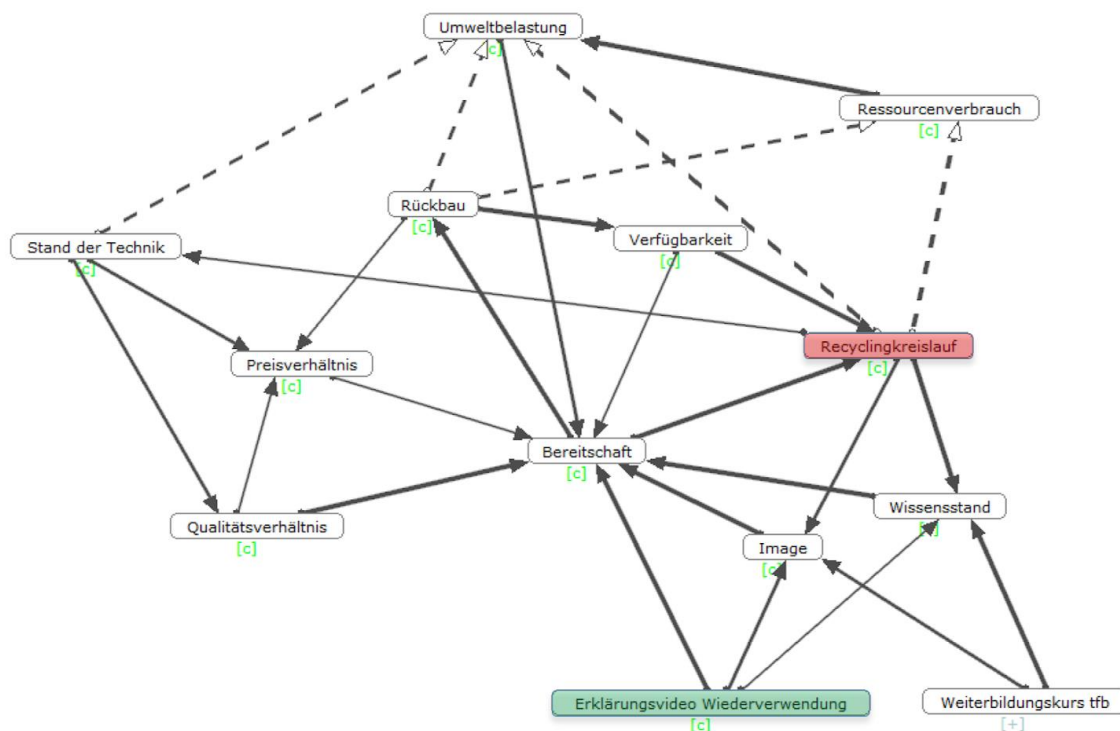 Umweltbelastung
[c]
Ressourcenverbrauch
[c]
Rückbau
[c]
Stand der Technik
[c]
Verfügbarkeit
[c]
Recyclingkreislauf
[c]
Preisverhältnis
[c]
Bereitschaft
[c]
Wissensstand
Qualitätsverhältnis
[c]
Image
[c]
Erklärungsvideo Wiederverwendung
[c]
Weiterbildungskurs tfb
[+]